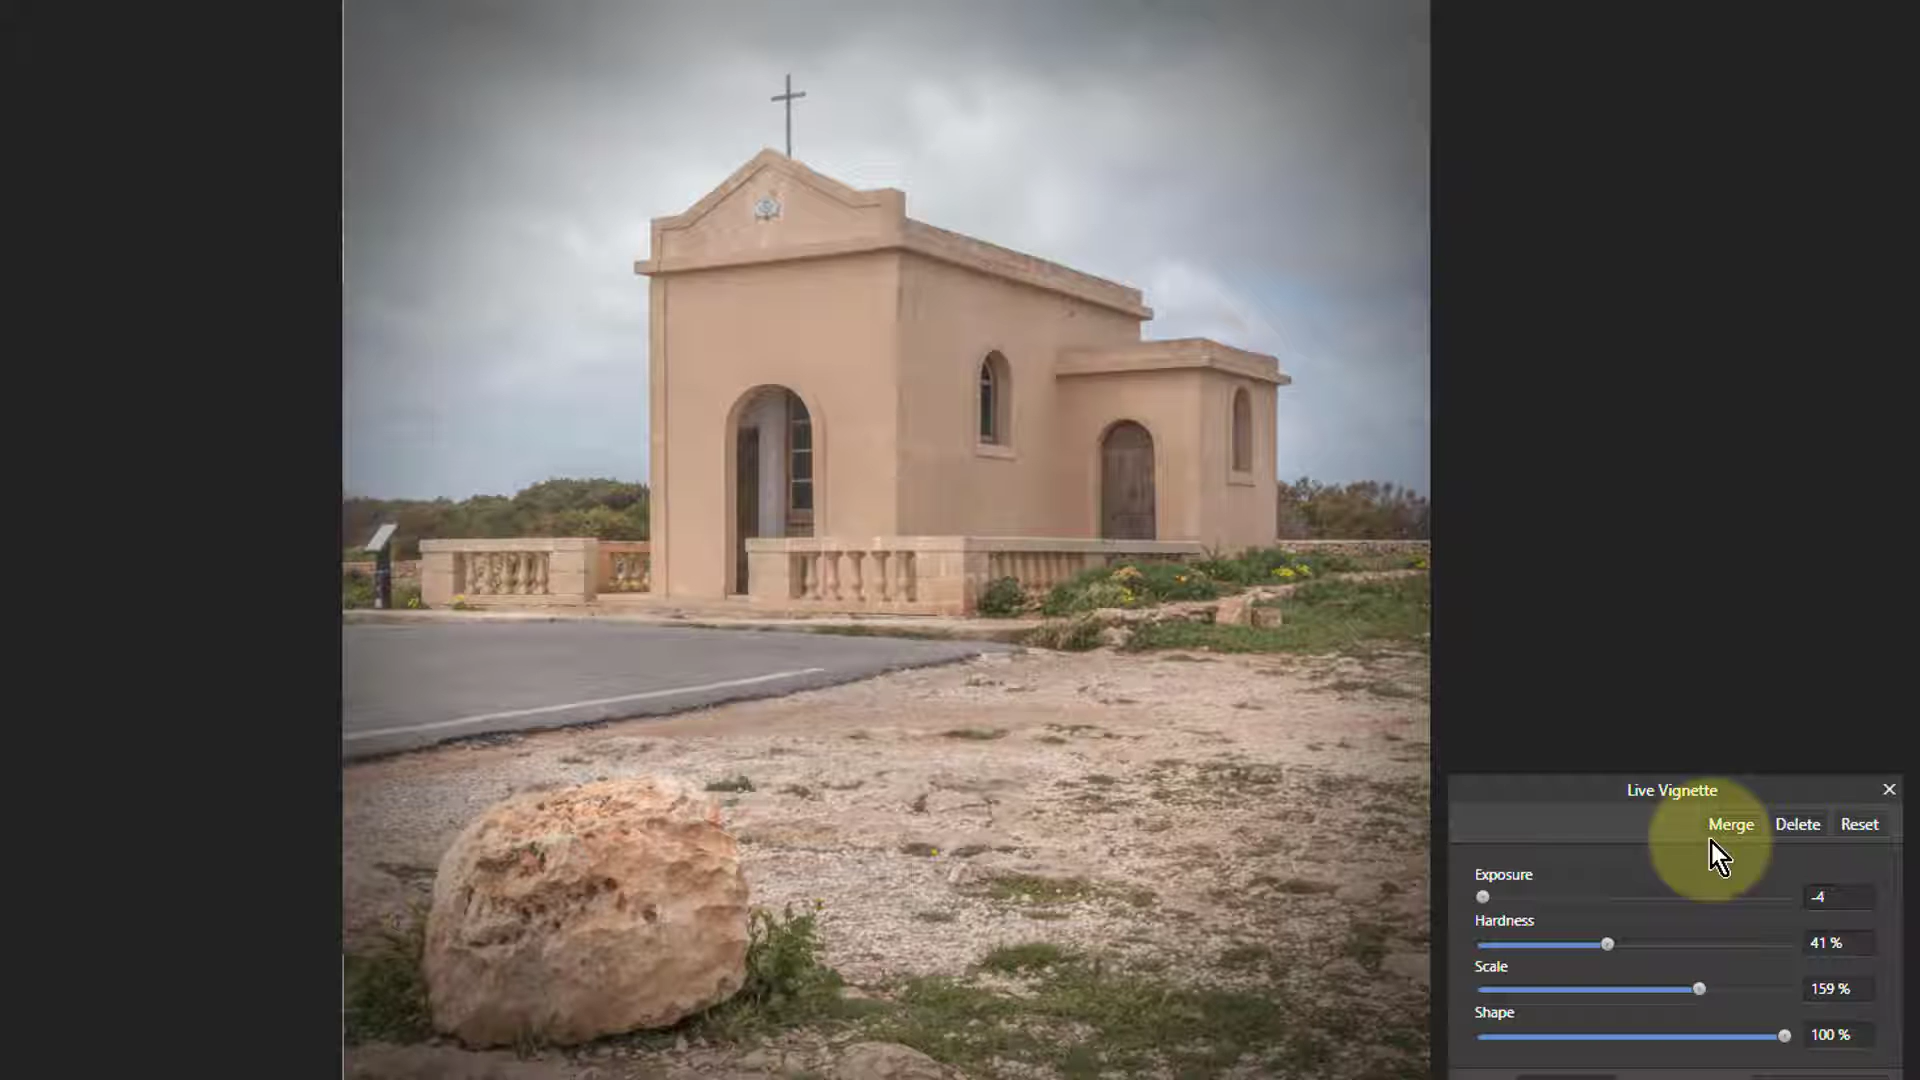 Live Vignette
Merge Delete Reset
Exposure
-4
Hardness
41 %
Scale
159 %
Shape
100 %